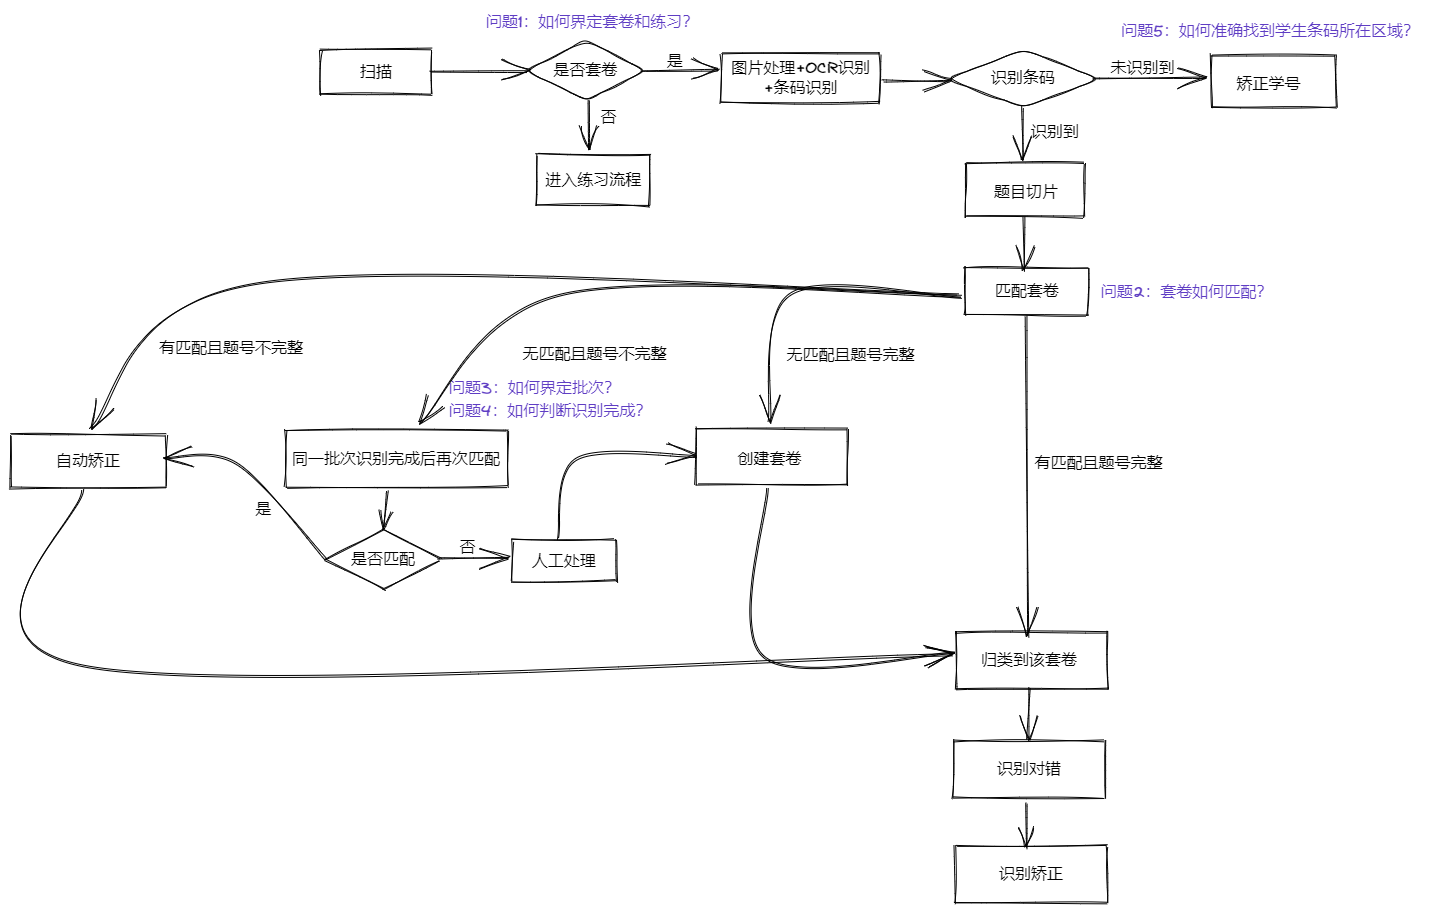 问题1：如何界定套卷和练习？
问题5：如何准确找到学生条码所在区域？
扫描
是否套卷
是
图片处理+OCR识别
+条码识别
识别条码
未识别到
矫正学号
否
识别到
进入练习流程
题目切片
匹配套卷
问题2：套卷如何匹配？
有匹配且题号不完整
无匹配且题号不完整
无匹配且题号完整
问题3：如何界定批次？
问题4：如何判断识别完成？
自动矫正
同一批次识别完成后再次匹配
创建套卷
有匹配且题号完整
是
是否匹配
否
人工处理
归类到该套卷
识别对错
识别矫正